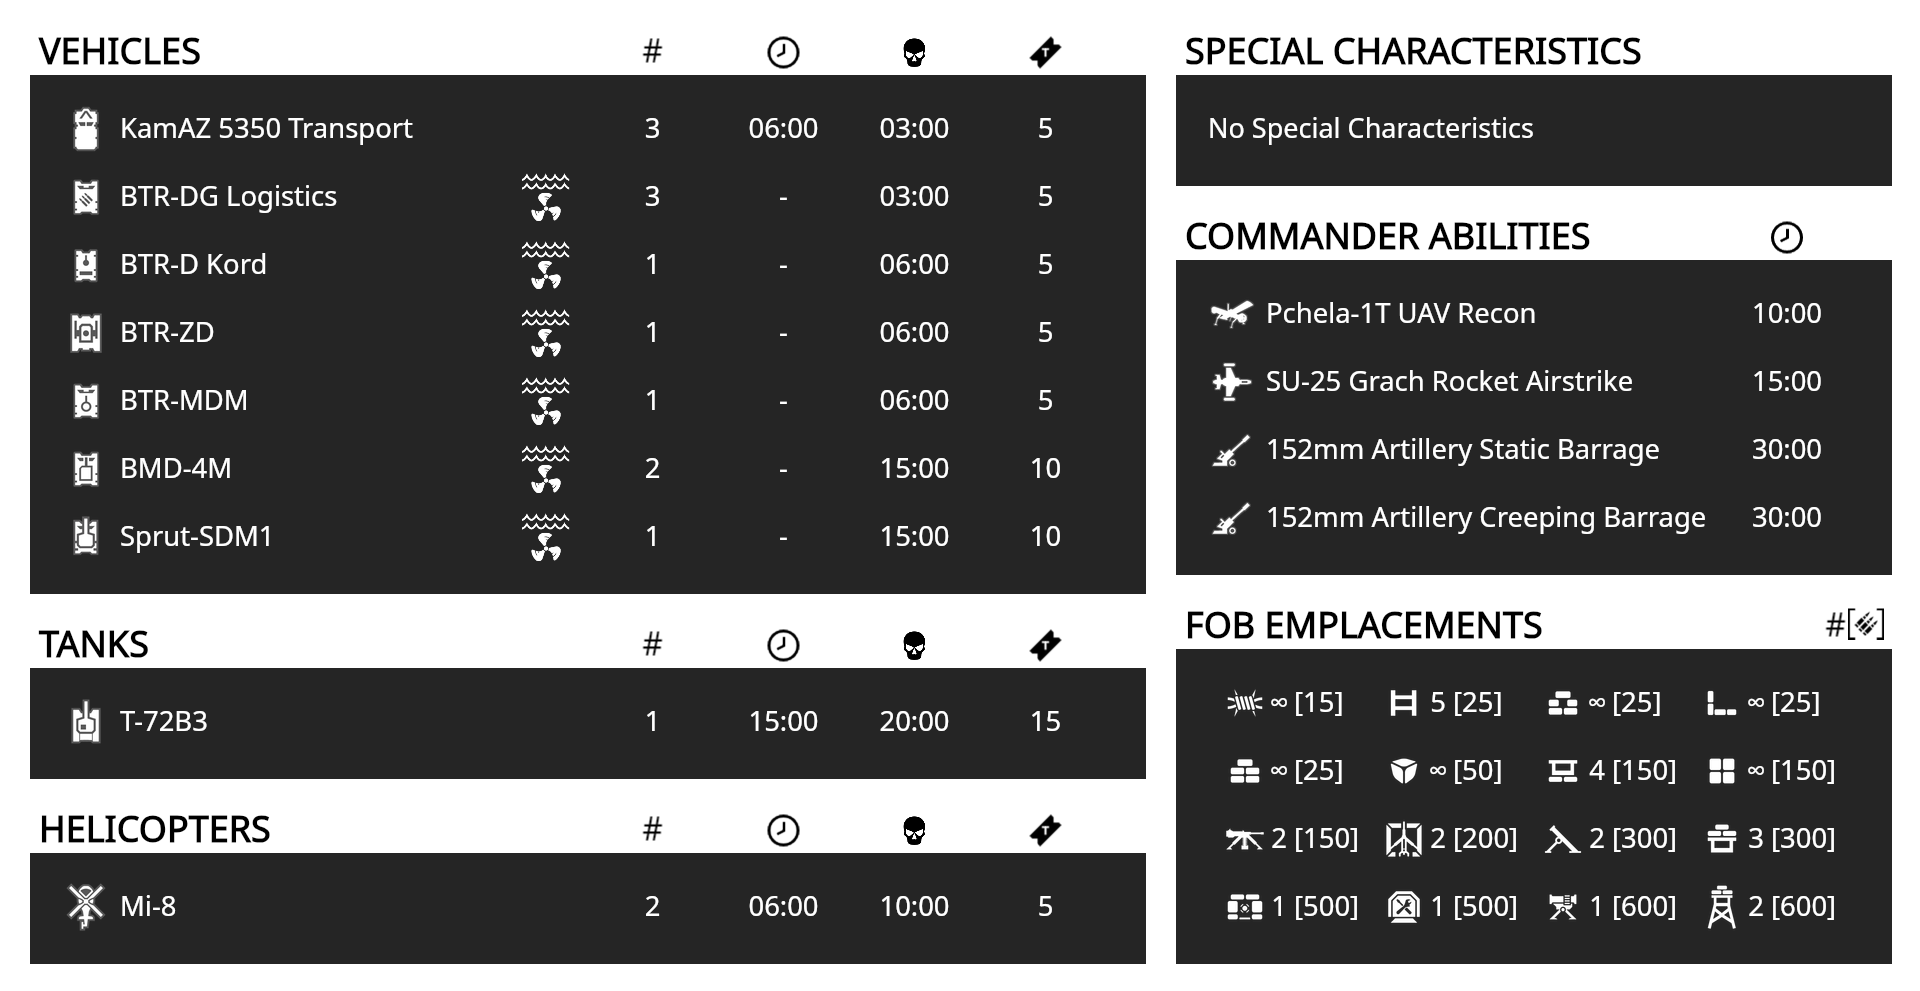 VEHICLES #
KamAZ 5350 Transport 3 06:00 03:00 5
BTR-DG Logistics 3 - 03:00 5
BTR-D Kord 1 - 06:00 5
BTR-ZD 1 - 06:00 5
BTR-MDM 1 - 06:00 5
BMD-4M 2 - 15:00 10
Sprut-SDM1 1 - 15:00 10
TANKS #
T-72B3 1 15:00 20:00 15
HELICOPTERS #
Mi-8 2 06:00 10:00 5
SPECIAL CHARACTERISTICS
No Special Characteristics
COMMANDER ABILITIES
Pchela-1T UAV Recon 10:00
SU-25 Grach Rocket Airstrike 15:00
152mm Artillery Static Barrage 30:00
152mm Artillery Creeping Barrage 30:00
FOB EMPLACEMENTS #[]
∞ [15] 5 [25] ∞ [25] ∞ [25]
∞ [25] ∞ [50] 4 [150] ∞ [150]
2 [150] 2 [200] 2 [300] 3 [300]
1 [500] 1 [500] 1 [600] 2 [600]